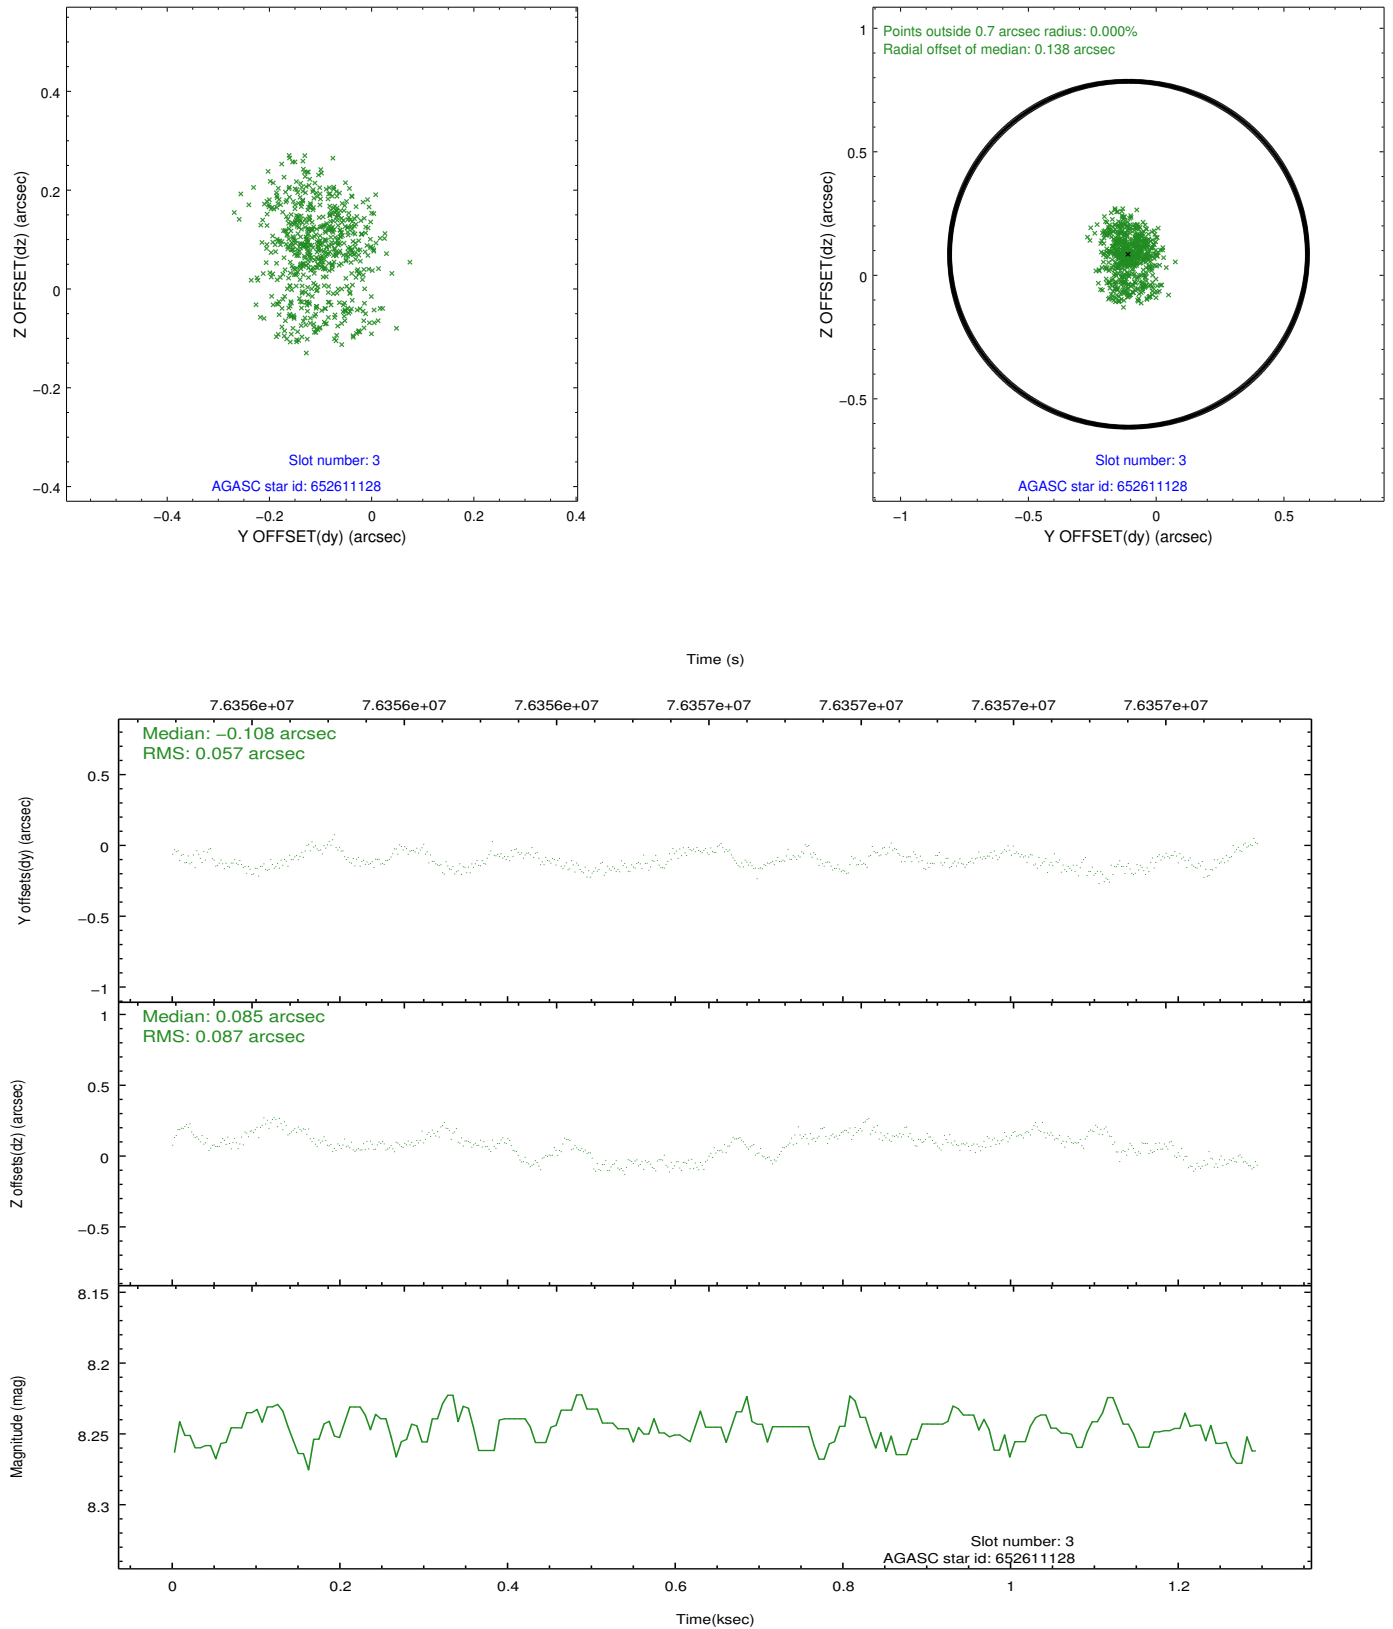 0.4
0.2
0
−0.2
−0.4
Z OFFSET(dz) (arcsec)
Slot number: 3
AGASC star id: 652611128
−0.4
−0.2
0
0.2
0.4
Y OFFSET(dy) (arcsec)
Points outside 0.7 arcsec radius: 0.000%
Radial offset of median: 0.138 arcsec
1
0.5
0
−0.5
Z OFFSET(dz) (arcsec)
Slot number: 3
AGASC star id: 652611128
−1
−0.5
0
0.5
Y OFFSET(dy) (arcsec)
Time (s)
7.6356e+07
7.6356e+07
7.6356e+07
7.6357e+07
7.6357e+07
7.6357e+07
7.6357e+07
Median: −0.108 arcsec
RMS: 0.057 arcsec
0.5
0
−0.5
−1
Y offsets(dy) (arcsec)
Median: 0.085 arcsec
RMS: 0.087 arcsec
1
0.5
0
−0.5
Z offsets(dz) (arcsec)
8.15
8.2
8.25
8.3
Magnitude (mag)
Slot number: 3
AGASC star id: 652611128
0
0.2
0.4
0.6
0.8
1
1.2
Time(ksec)